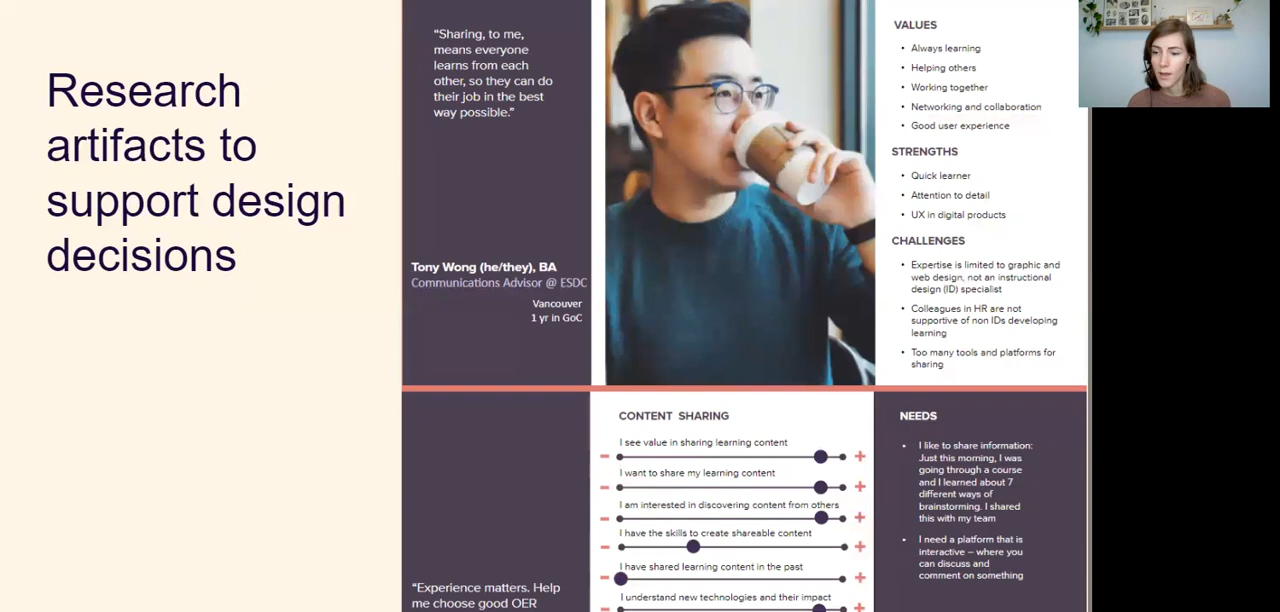 Research
artifacts to
support design
decisions
“Sharing, to me,
means everyone
learns from each
other, so they can do
their job in the best
way possible.”
Tony Wong (he/they), BA
Communications Advisor @ ESDC
Vancouver
1 yr in GoC
VALUES
• Always learning
• Helping others
• Working together
• Networking and collaboration
• Good user experience
STRENGTHS
• Quick learner
• Attention to detail
• UX in digital products
CHALLENGES
• Expertise is limited to graphic and
web design, not an instructional
design (ID) specialist
• Colleagues in HR are not
supportive of non IDs developing
learning
• Too many tools and platforms for
sharing
“Experience matters. Help
me choose good OER
CONTENT SHARING
I see value in sharing learning content
I want to share my learning content
I am interested in discovering content from others
I have the skills to create shareable content
I have shared learning content in the past
I understand new technologies and their impact
NEEDS
• I like to share information:
Just this morning, I was
going through a course
and I learned about 7
different ways of
brainstorming. I shared
this with my team
• I need a platform that is
interactive – where you
can discuss and
comment on something